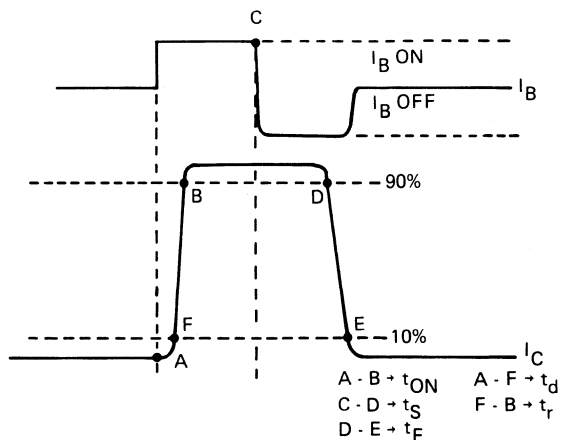 C
I_B ON
I_B OFF
I_B
B
D
90%
F
E
10%
A
I_C
A - B → t_ON
A - F → t_d
C - D → t_S
F - B → t_r
D - E → t_F